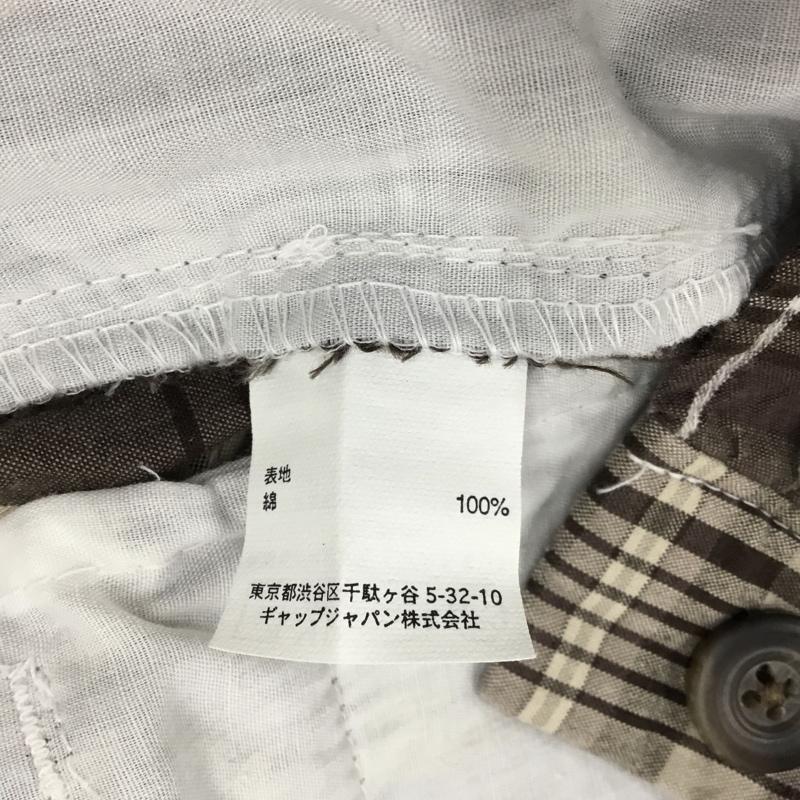 表地
綿 100%
東京都渋谷区千駄ヶ谷 5-32-10
ギャップジャパン株式会社